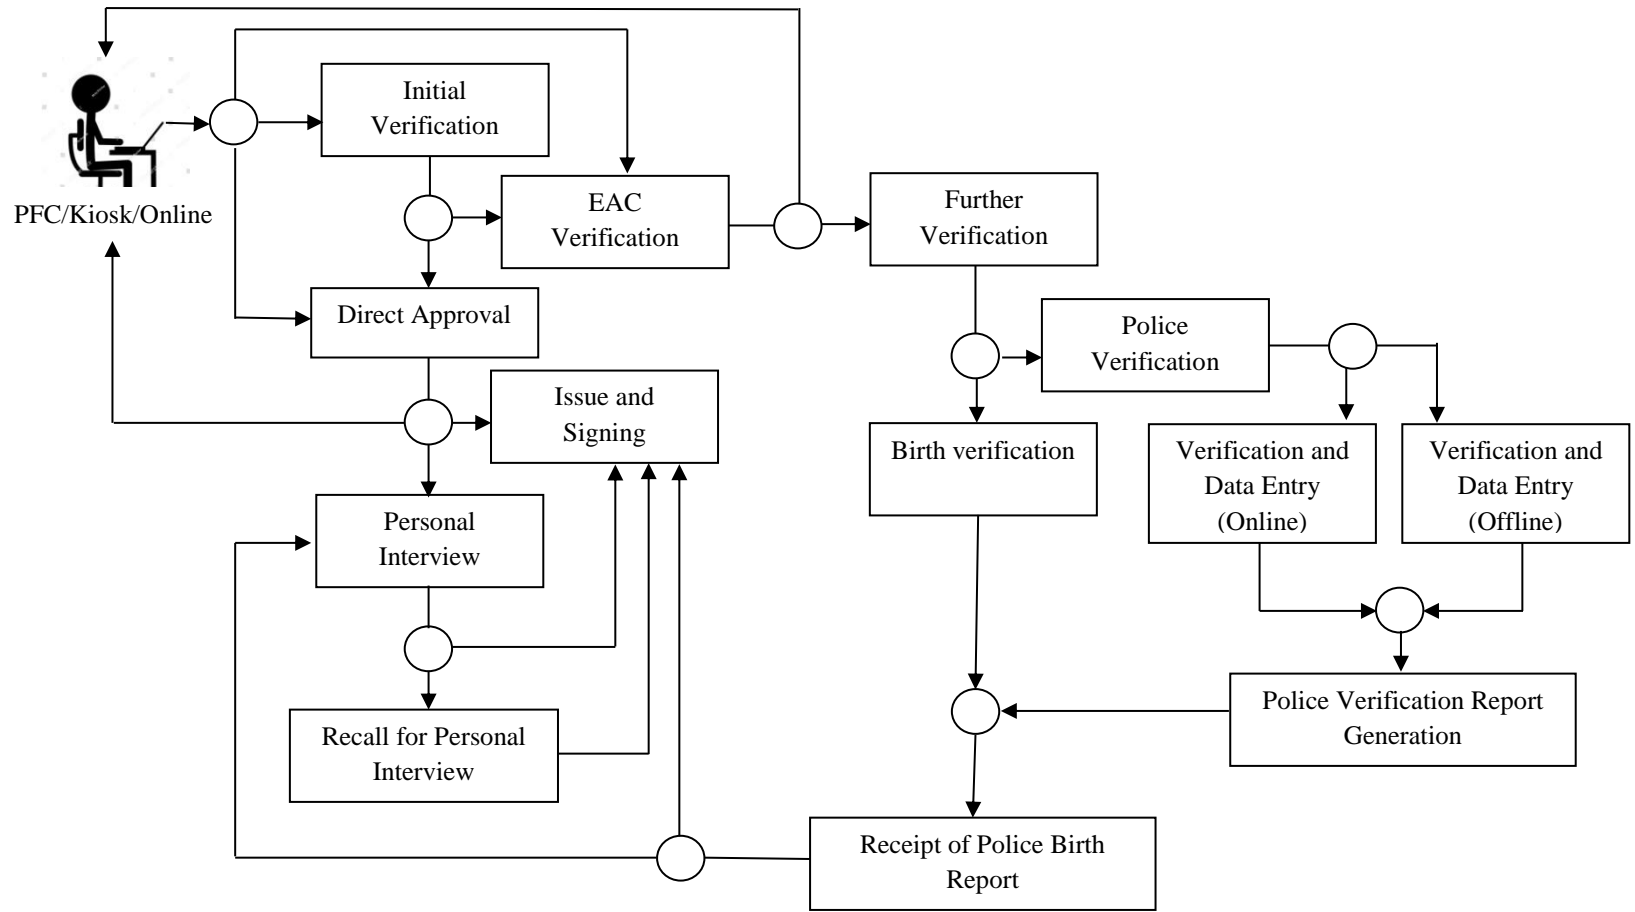 Initial
Verification
PFC/Kiosk/Online
EAC
Verification
Further
Verification
Direct Approval
Police
Verification
Issue and
Signing
Birth verification
Verification and
Data Entry
(Online)
Verification and
Data Entry
(Offline)
Personal
Interview
Recall for Personal
Interview
Police Verification Report
Generation
Receipt of Police Birth
Report